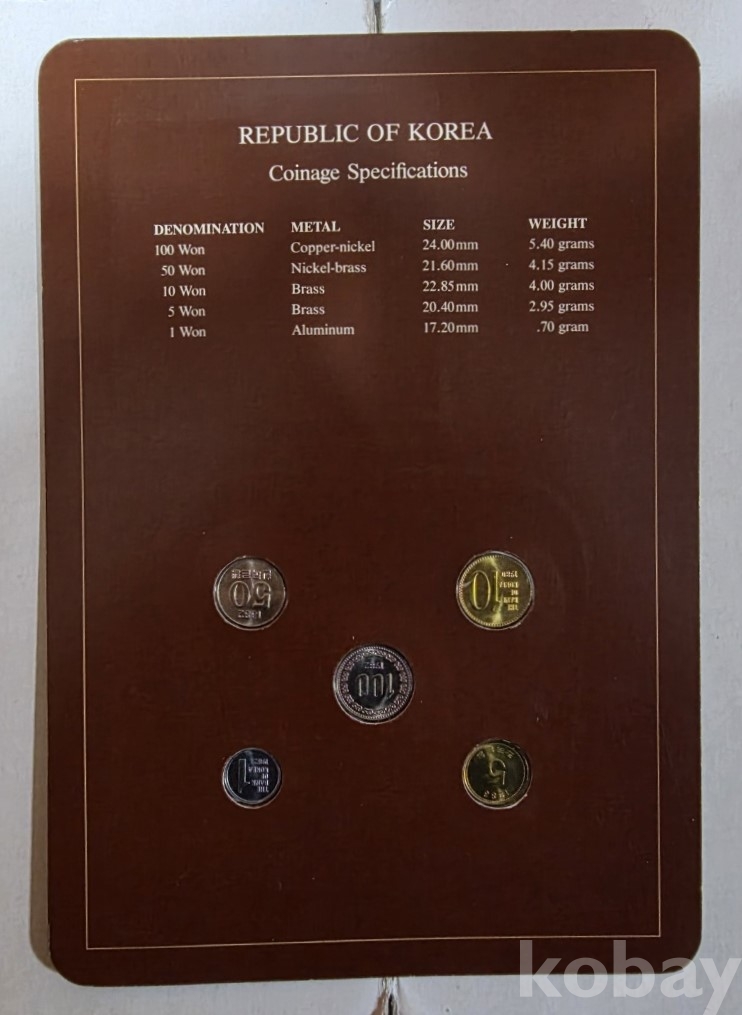 REPUBLIC OF KOREA
Coinage Specifications
DENOMINATION METAL SIZE WEIGHT
100 Won Copper-nickel 24.00mm 5.40 grams
50 Won Nickel-brass 21.60mm 4.15 grams
10 Won Brass 22.85mm 4.00 grams
5 Won Brass 20.40mm 2.95 grams
1 Won Aluminum 17.20mm .70 gram
50
10
100
1
5
kobay